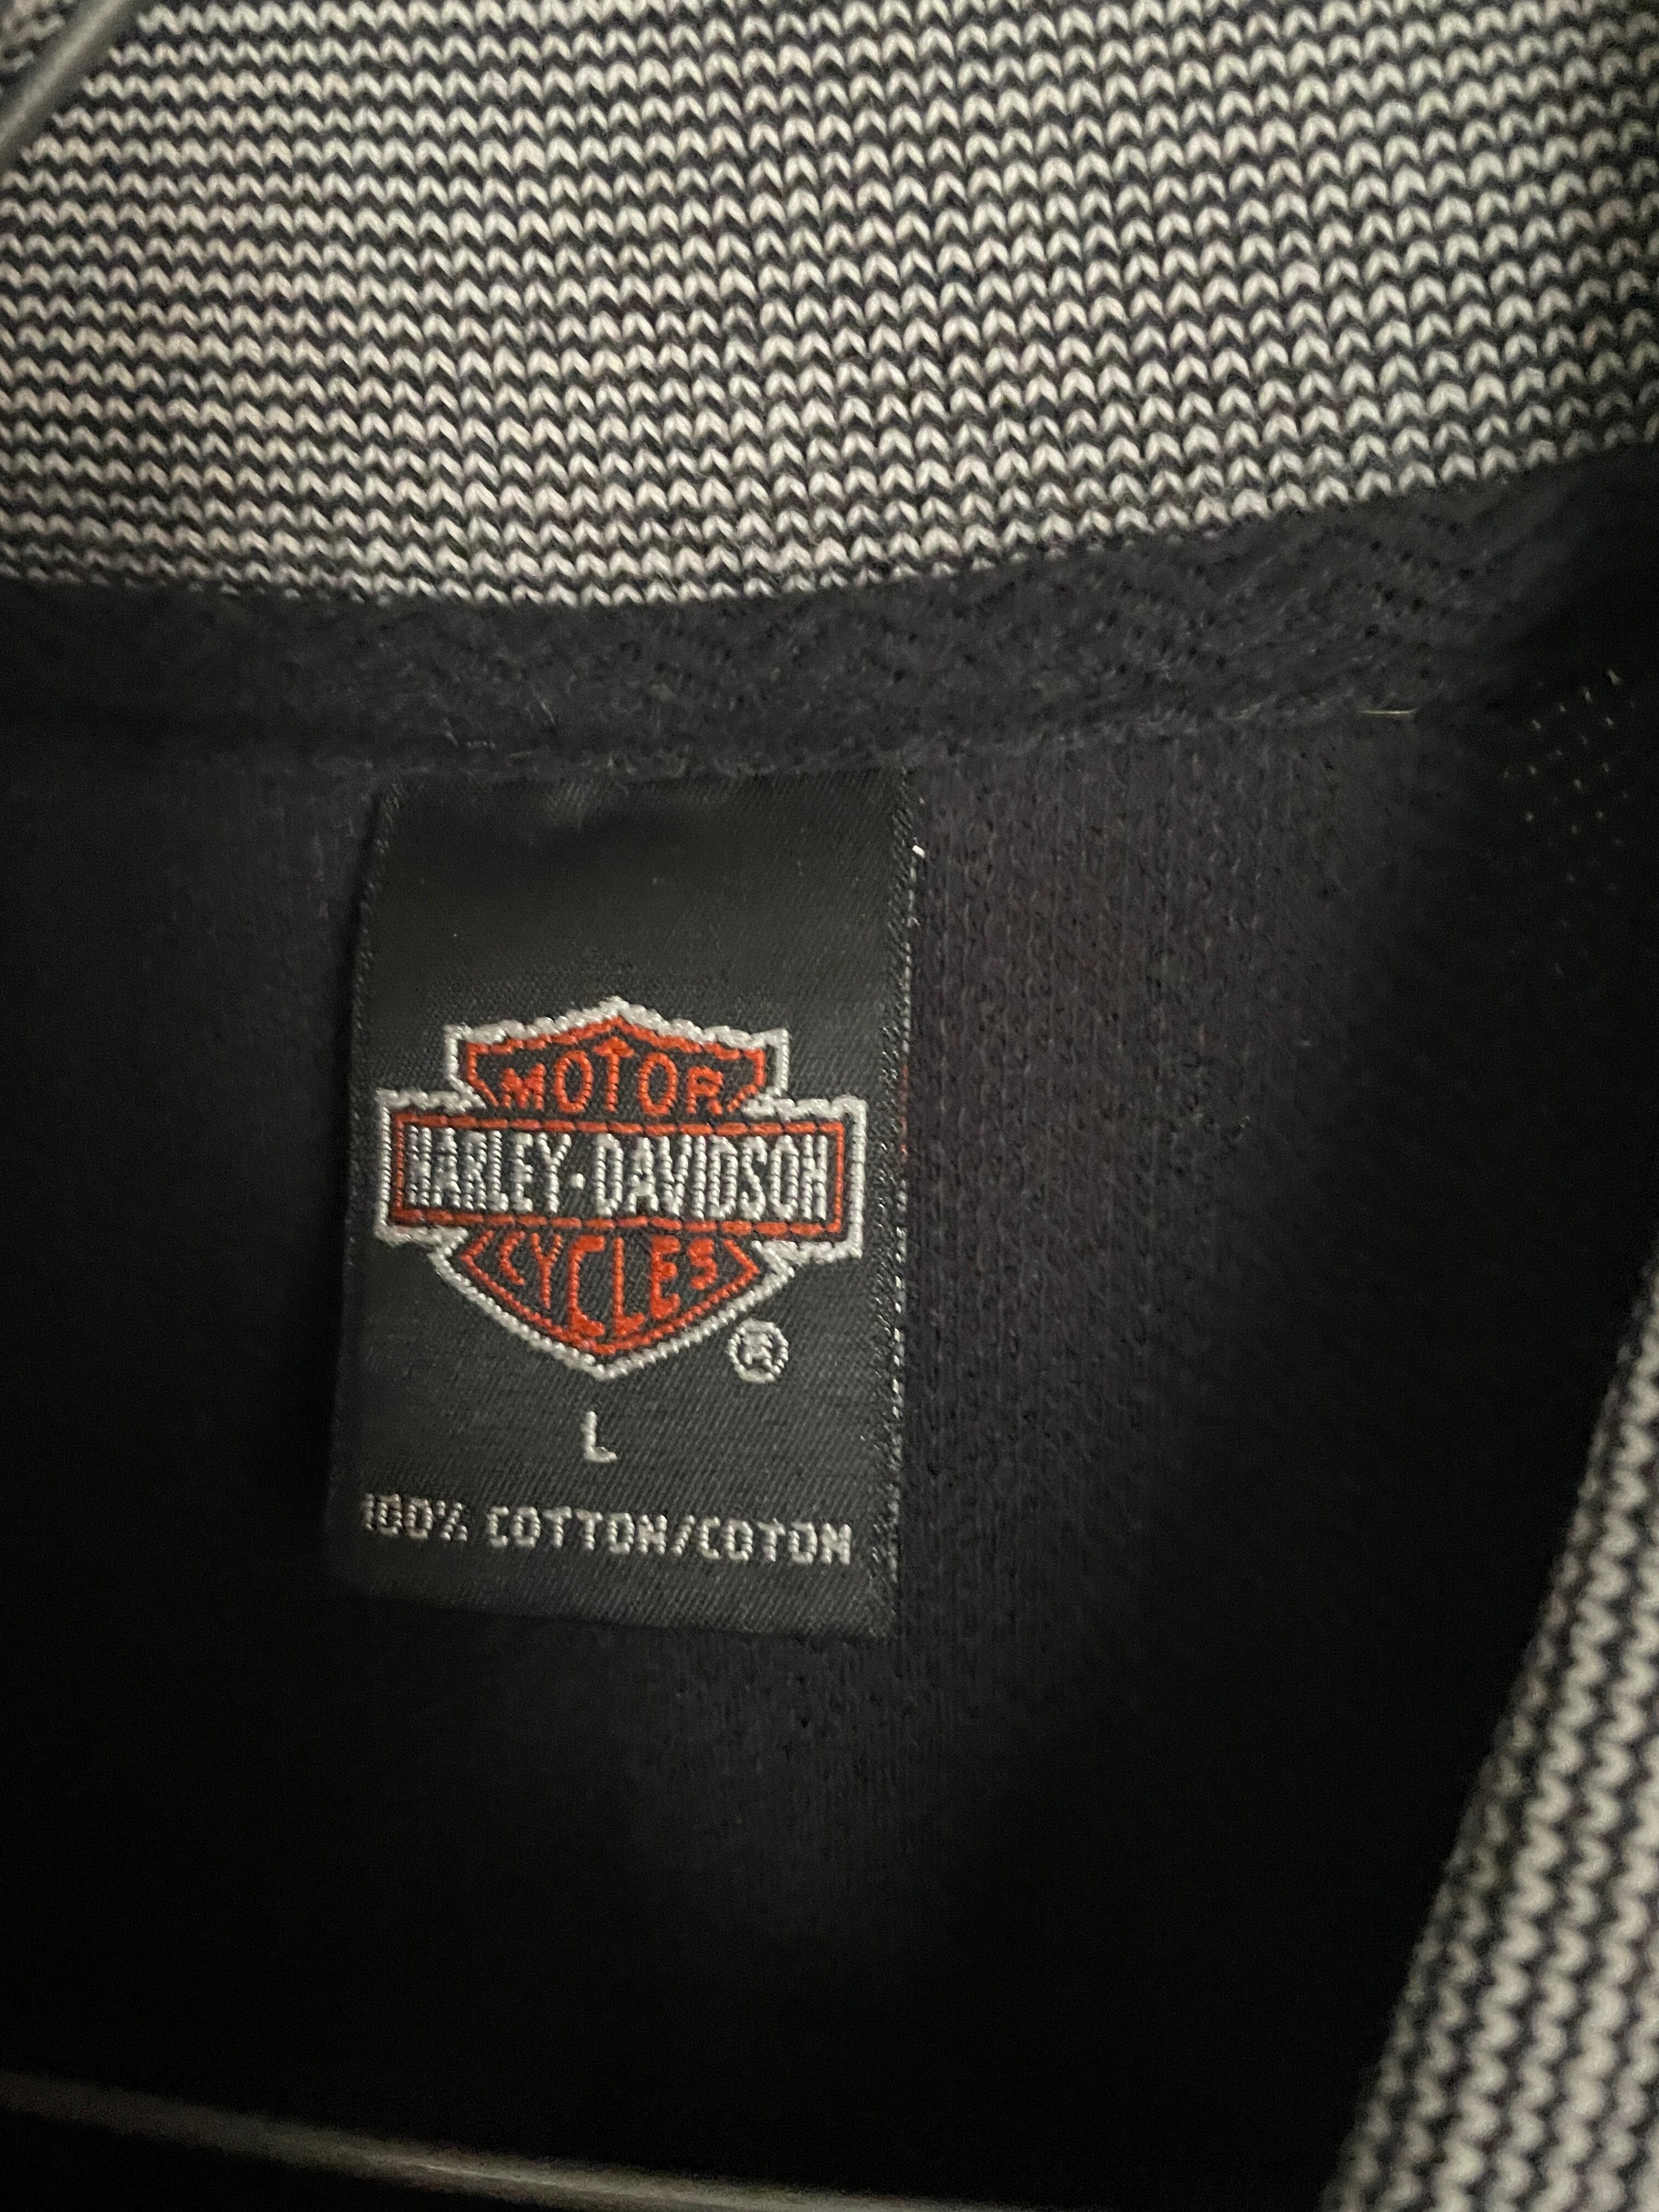 MOTOR
HARLEY-DAVIDSON
CYCLES
®
L
100% COTTON/COTON